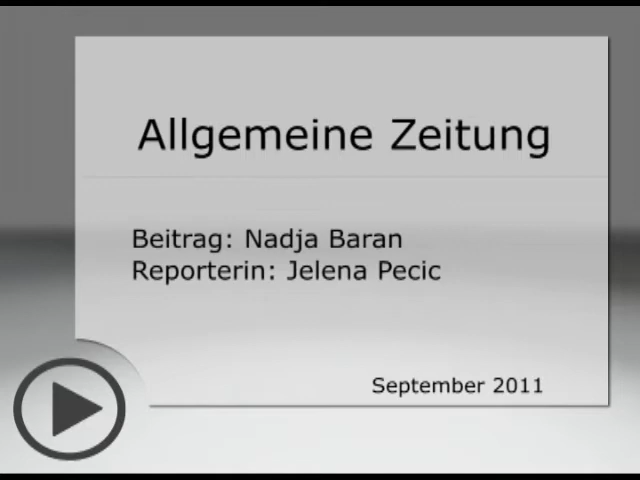 Allgemeine Zeitung
Beitrag: Nadja Baran
Reporterin: Jelena Pecic
September 2011